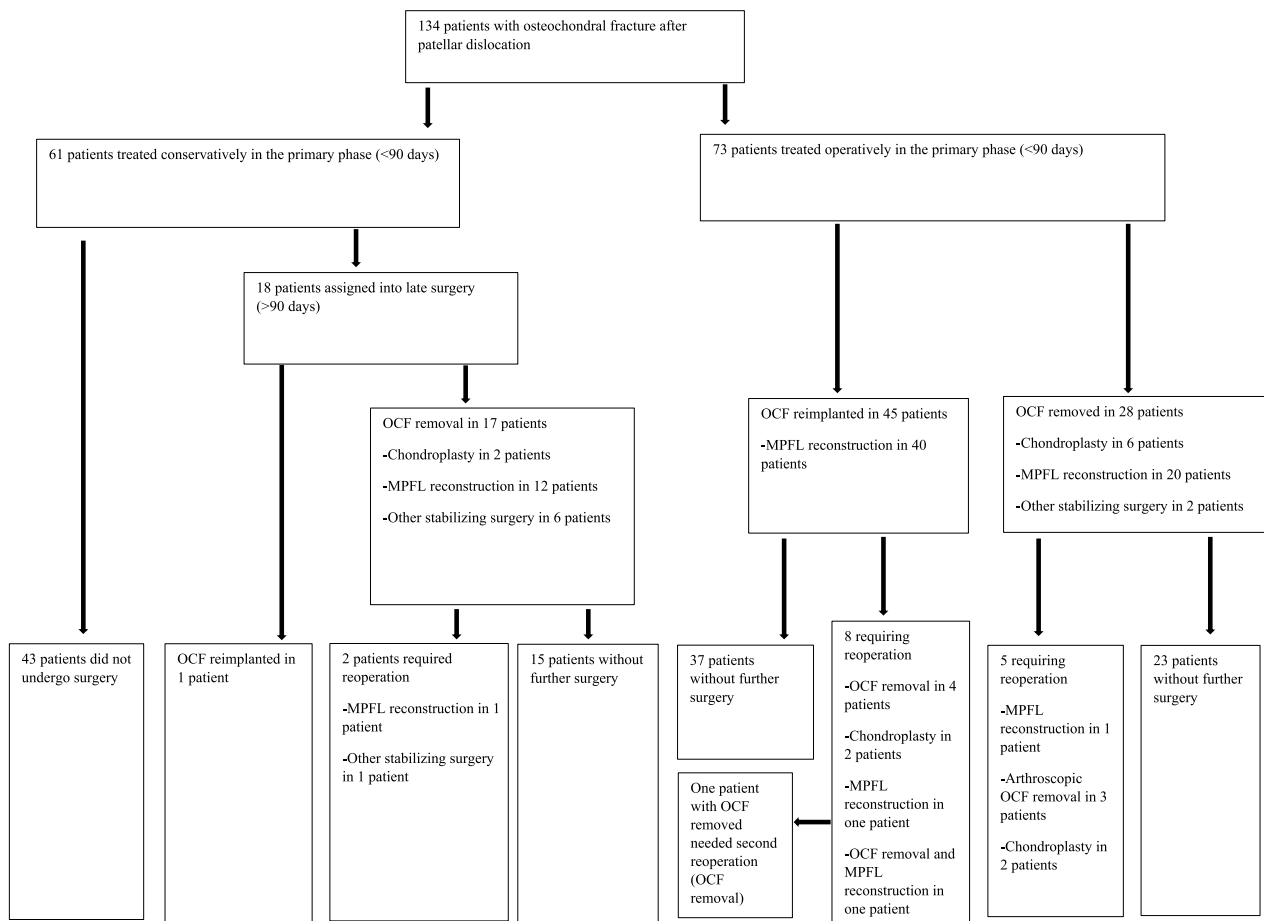 134 patients with osteochondral fracture after
patellar dislocation
61 patients treated conservatively in the primary phase (<90 days)
73 patients treated operatively in the primary phase (<90 days)
18 patients assigned into late surgery
(>90 days)
OCF removal in 17 patients
-Chondroplasty in 2 patients
-MPFL reconstruction in 12 patients
-Other stabilizing surgery in 6 patients
OCF reimplanted in 45 patients
-MPFL reconstruction in 40
patients
OCF removed in 28 patients
-Chondroplasty in 6 patients
-MPFL reconstruction in 20 patients
-Other stabilizing surgery in 2 patients
43 patients did not
undergo surgery
OCF reimplanted in
1 patient
2 patients required
reoperation
-MPFL reconstruction in 1
patient
-Other stabilizing surgery
in 1 patient
15 patients without
further surgery
37 patients
without further
surgery
8 requiring
reoperation
-OCF removal in 4
patients
-Chondroplasty in
2 patients
-MPFL
reconstruction in
one patient
-OCF removal and
MPFL
reconstruction in
one patient
One patient
with OCF
removed
needed second
reoperation
(OCF
removal)
5 requiring
reoperation
-MPFL
reconstruction in 1
patient
-Arthroscopic
OCF removal in 3
patients
-Chondroplasty in
2 patients
23 patients
without further
surgery